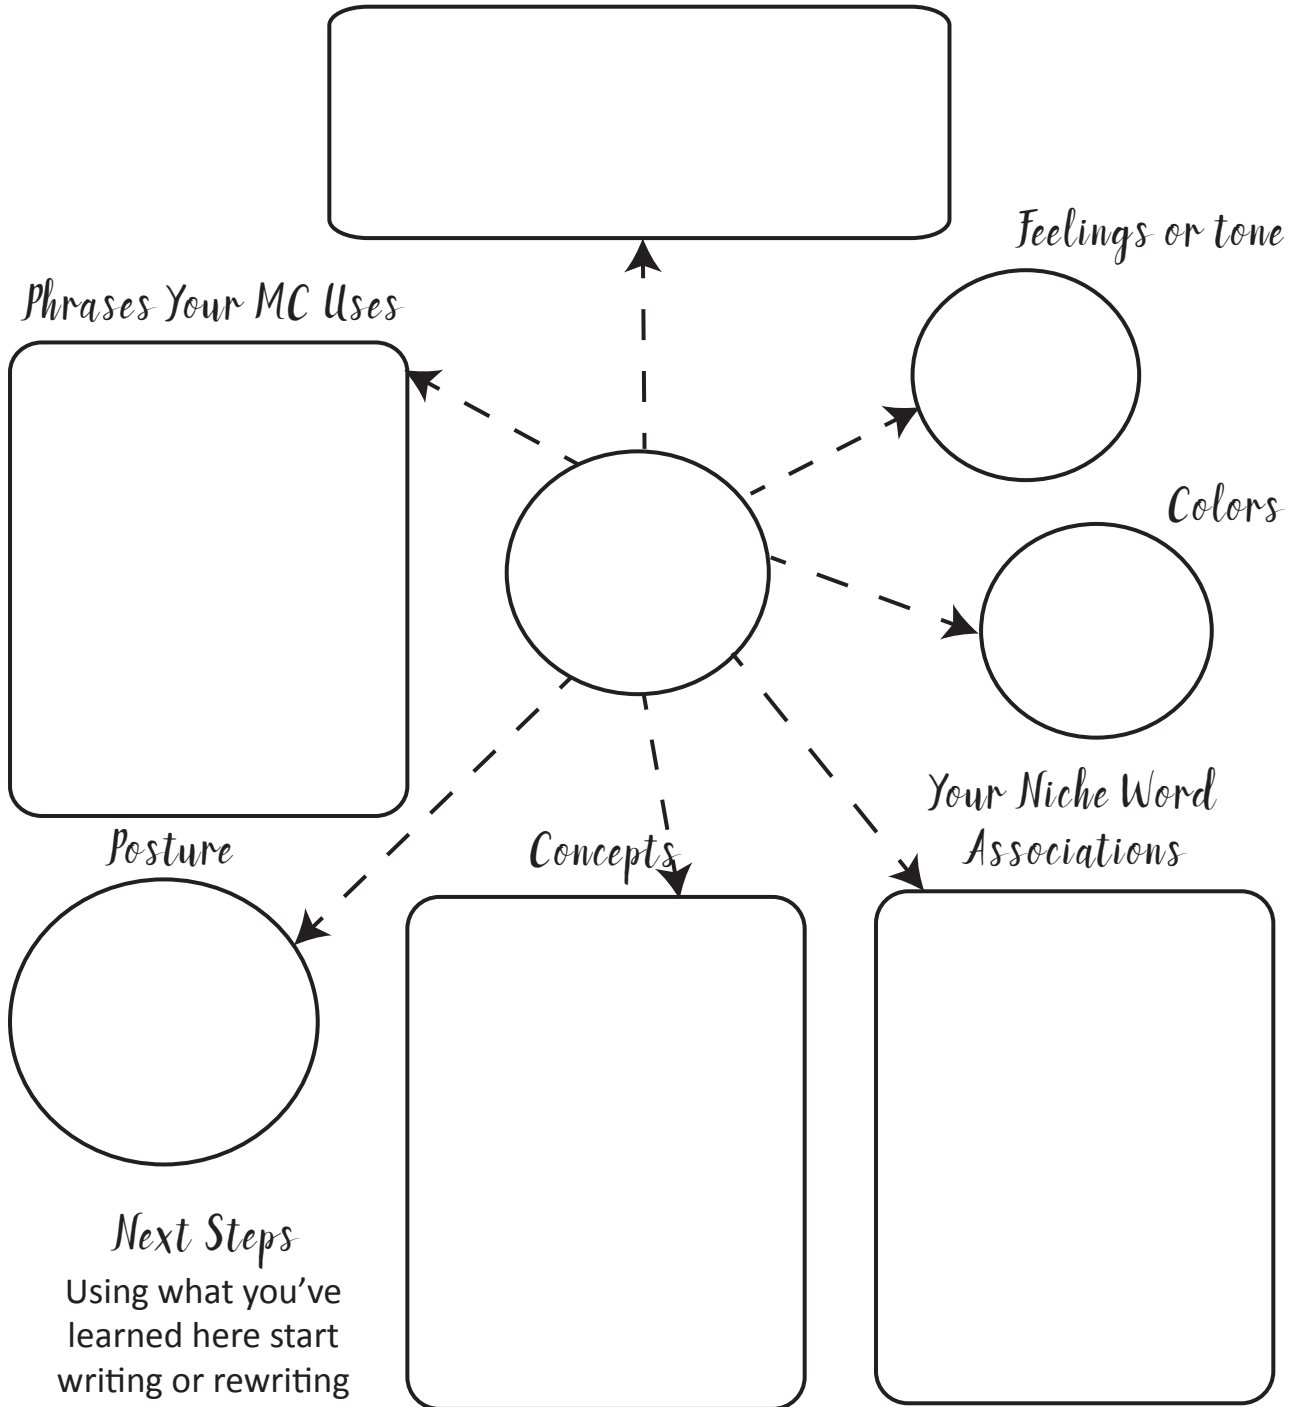 Feelings or tone
Phrases Your MC Uses
Colors
Your Niche Word
Associations
Posture
Concepts
Next Steps
Using what you've
learned here start
writing or rewriting